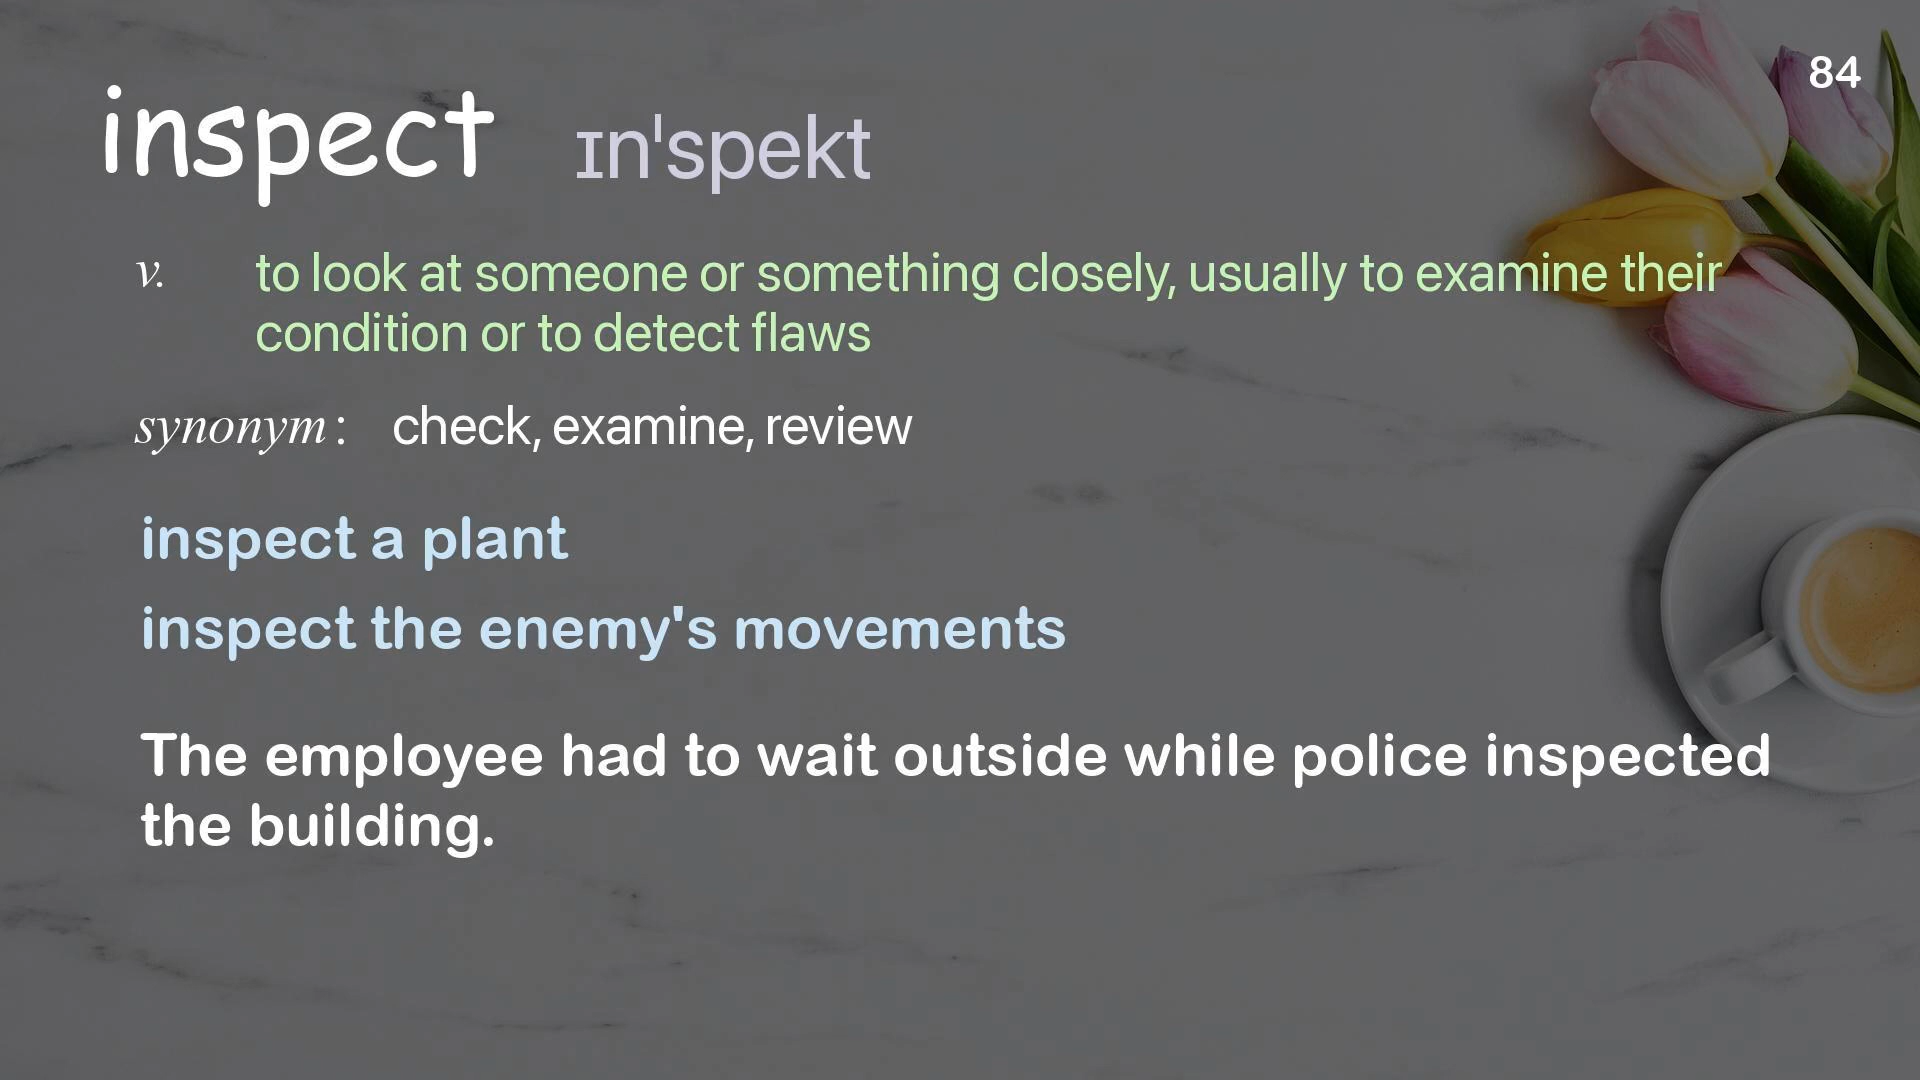 84
inspect ɪn'spekt
v. to look at someone or something closely, usually to examine their
condition or to detect flaws
synonym: check, examine, review
inspect a plant
inspect the enemy's movements
The employee had to wait outside while police inspected
the building.